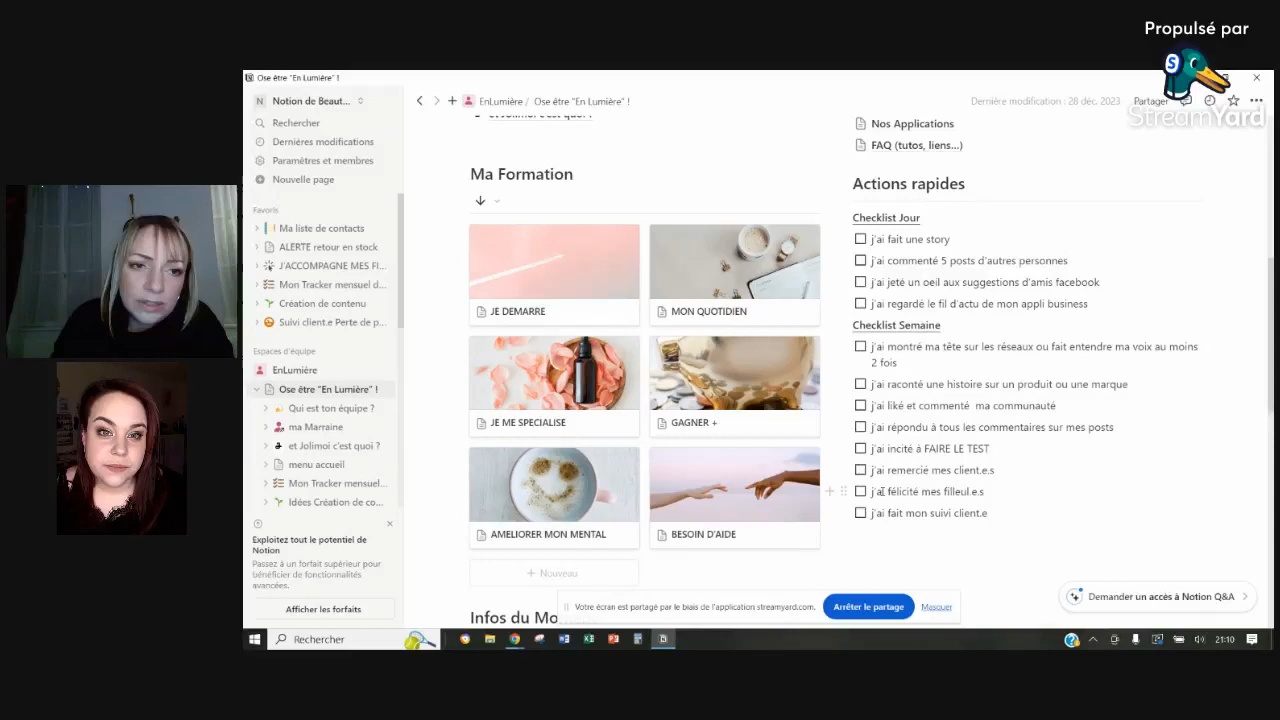 Propulsé par
S
StreamYard
Ose être "En Lumière" !
N Notion de Beaut...
Rechercher
Dernières modifications
Paramètres et membres
Nouvelle page
Favoris
Ma liste de contacts
ALERTE retour en stock
J'ACCOMPAGNE MES FI...
Mon Tracker mensuel d...
Création de contenu
Suivi client.e Perte de p...
Espaces d'équipe
EnLumière
Ose être "En Lumière" !
Qui est ton équipe ?
ma Marraine
et Jolimoi c'est quoi ?
menu accueil
Mon Tracker mensuel...
Idées Création de co...
Exploitez tout le potentiel de
Notion
Passez à un forfait supérieur pour
bénéficier de fonctionnalités
avancées.
Afficher les forfaits
EnLumière / Ose être "En Lumière" !
Dernière modification : 28 déc. 2023
Partager
et Jolimoi c'est quoi ?
Ma Formation
JE DEMARRE
MON QUOTIDIEN
JE ME SPECIALISE
GAGNER +
AMELIORER MON MENTAL
BESOIN D'AIDE
Nouveau
Infos du Mo
Nos Applications
FAQ (tutos, liens...)
Actions rapides
Checklist Jour
j'ai fait une story
j'ai commenté 5 posts d'autres personnes
j'ai jeté un oeil aux suggestions d'amis facebook
j'ai regardé le fil d'actu de mon appli business
Checklist Semaine
j'ai montré ma tête sur les réseaux ou fait entendre ma voix au moins
2 fois
j'ai raconté une histoire sur un produit ou une marque
j'ai liké et commenté ma communauté
j'ai répondu à tous les commentaires sur mes posts
j'ai incité à FAIRE LE TEST
j'ai remercié mes client.e.s
j'ai félicité mes filleul.e.s
j'ai fait mon suivi client.e
Demander un accès à Notion Q&A
Votre écran est partagé par le biais de l'application streamyard.com.
Arrêter le partage
Masquer
Rechercher
21:10